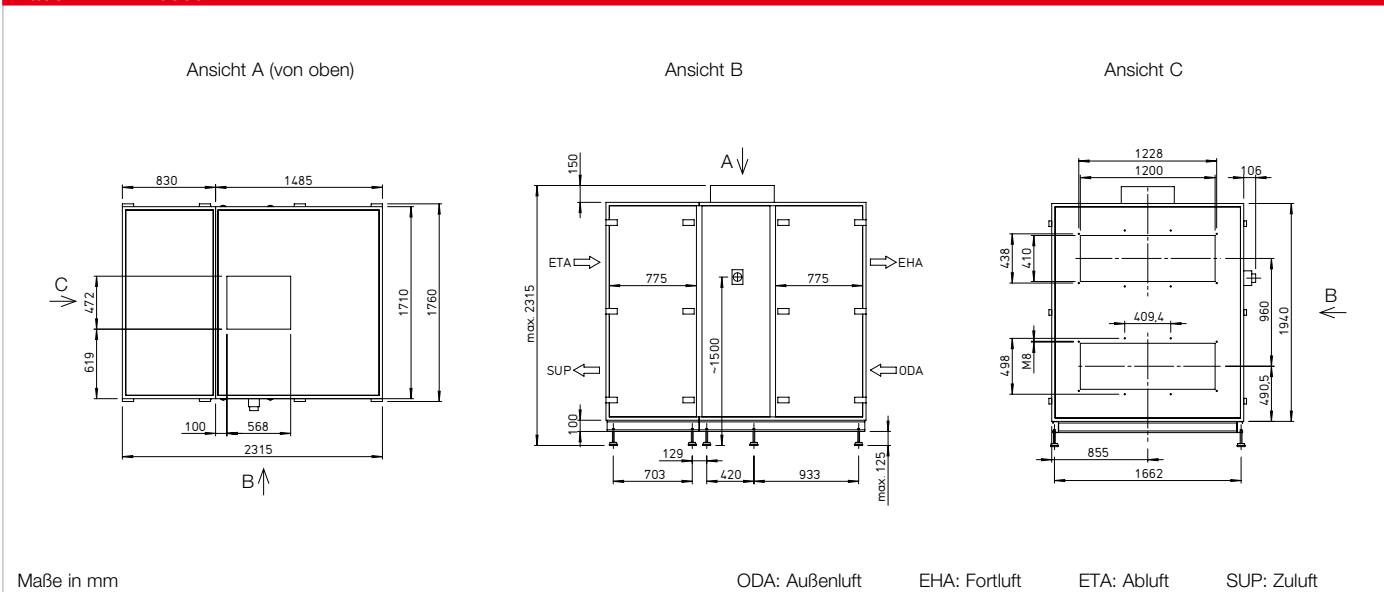 Ansicht A (von oben)
Ansicht B
Ansicht C
830
1485
C
472
619
1710
1760
100
568
2315
B
150
A
max. 2315
ETA
EHA
775
775
~1500
SUP
ODA
100
129
703
420
933
max. 125
1228
1200
106
438
410
409,4
960
1940
B
498
M8
490,5
855
1662
Maße in mm
ODA: Außenluft
EHA: Fortluft
ETA: Abluft
SUP: Zuluft